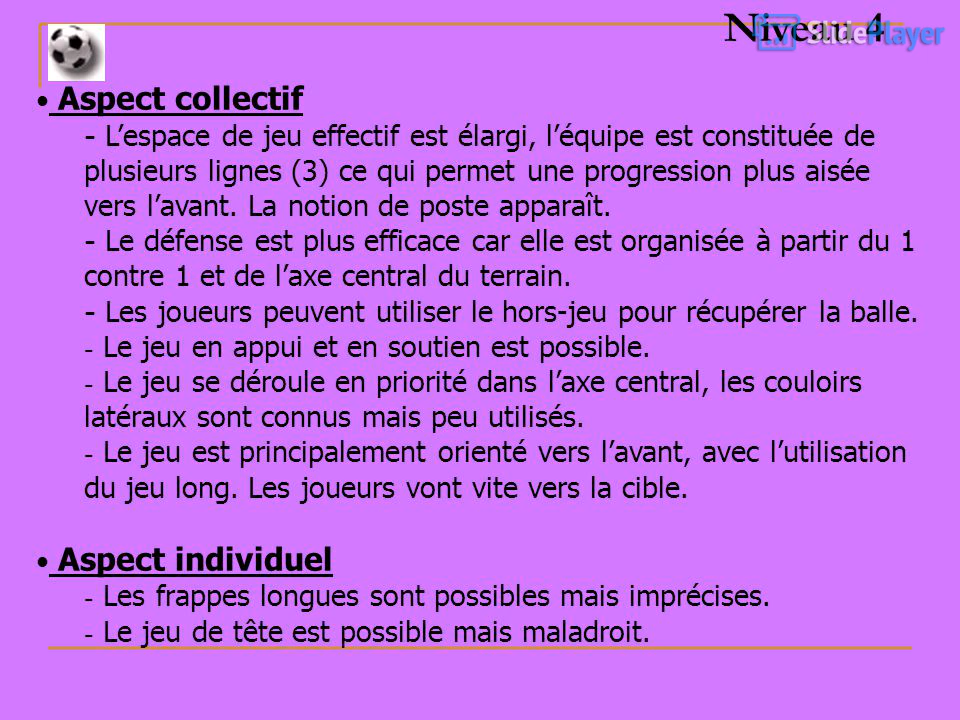 Niveau 4
SlidePlayer
• Aspect collectif
- L’espace de jeu effectif est élargi, l’équipe est constituée de
plusieurs lignes (3) ce qui permet une progression plus aisée
vers l’avant. La notion de poste apparaît.
- Le défense est plus efficace car elle est organisée à partir du 1
contre 1 et de l’axe central du terrain.
- Les joueurs peuvent utiliser le hors-jeu pour récupérer la balle.
- Le jeu en appui et en soutien est possible.
- Le jeu se déroule en priorité dans l’axe central, les couloirs
latéraux sont connus mais peu utilisés.
- Le jeu est principalement orienté vers l’avant, avec l’utilisation
du jeu long. Les joueurs vont vite vers la cible.
• Aspect individuel
- Les frappes longues sont possibles mais imprécises.
- Le jeu de tête est possible mais maladroit.